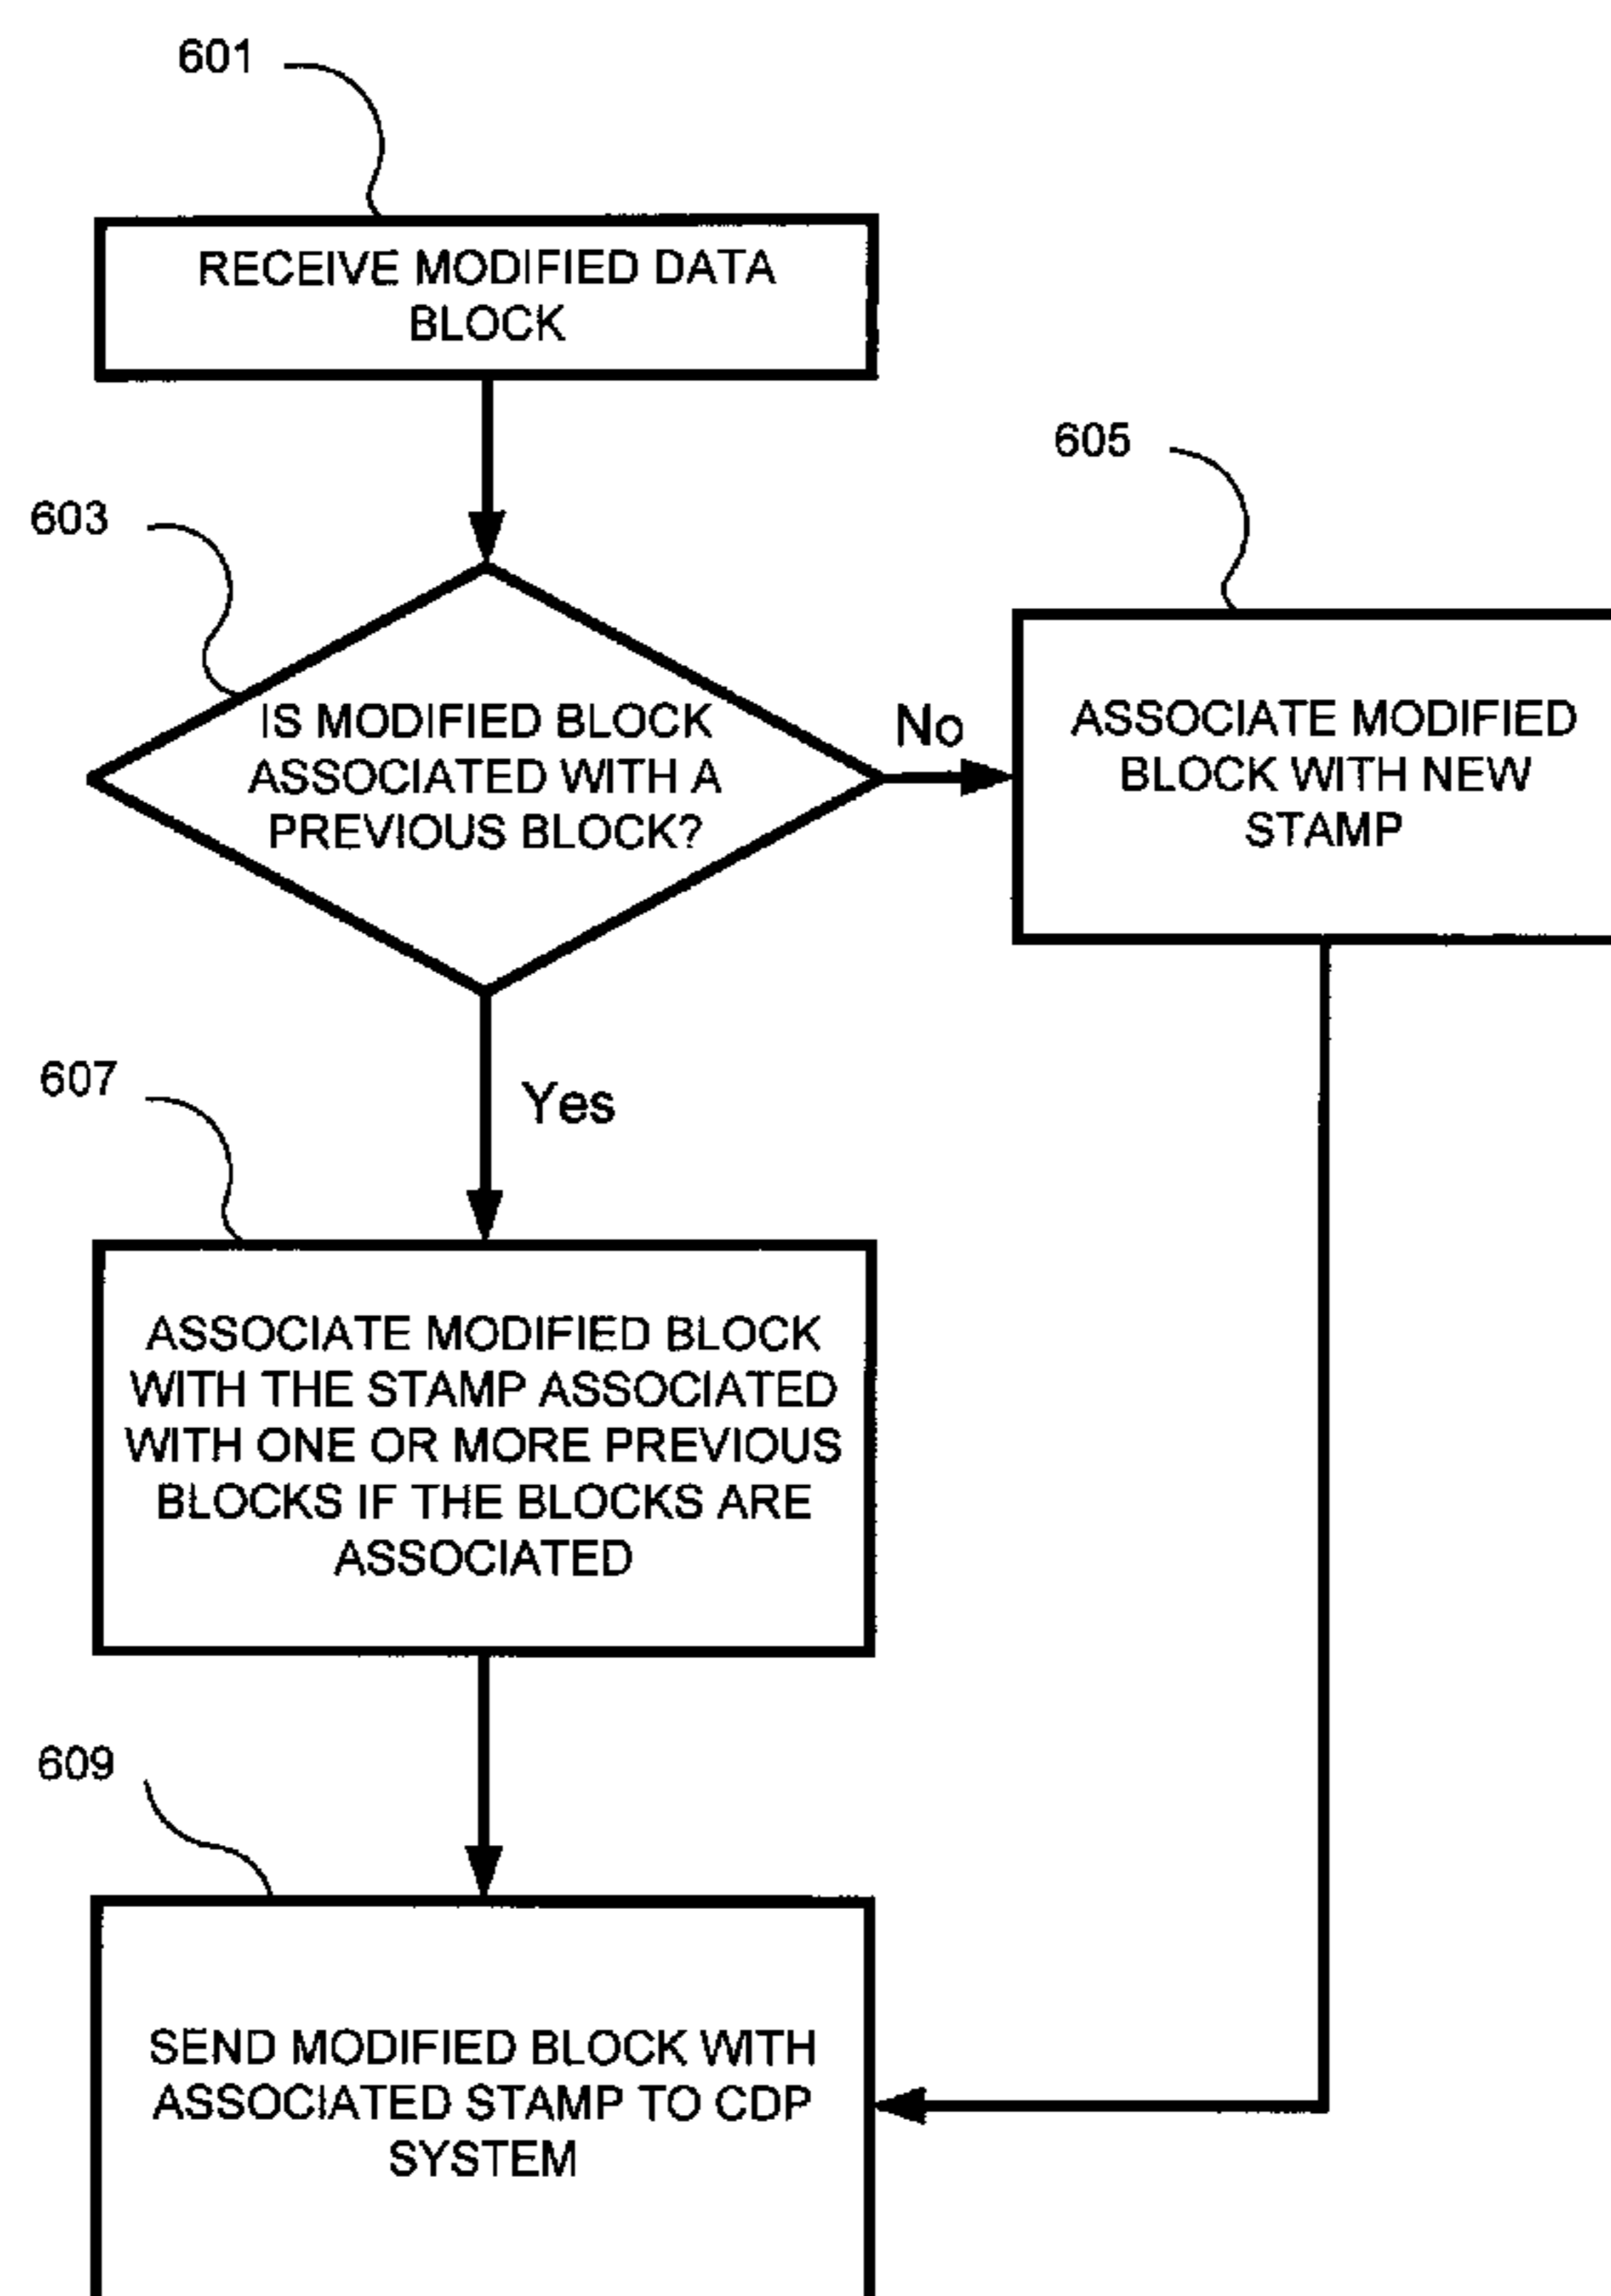 601
RECEIVE MODIFIED DATA
BLOCK
603
IS MODIFIED BLOCK
ASSOCIATED WITH A
PREVIOUS BLOCK?
No
605
ASSOCIATE MODIFIED
BLOCK WITH NEW
STAMP
Yes
607
ASSOCIATE MODIFIED BLOCK
WITH THE STAMP ASSOCIATED
WITH ONE OR MORE PREVIOUS
BLOCKS IF THE BLOCKS ARE
ASSOCIATED
609
SEND MODIFIED BLOCK WITH
ASSOCIATED STAMP TO CDP
SYSTEM